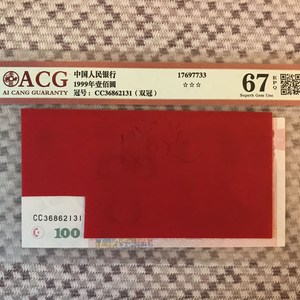 ACG
AI CANG GUARANTY
中国人民银行
1999年壹佰圆
冠号：CC36862131（双冠）
17697733
☆☆☆
67
EPQ
Superb Gem Unc
CC36862131
100